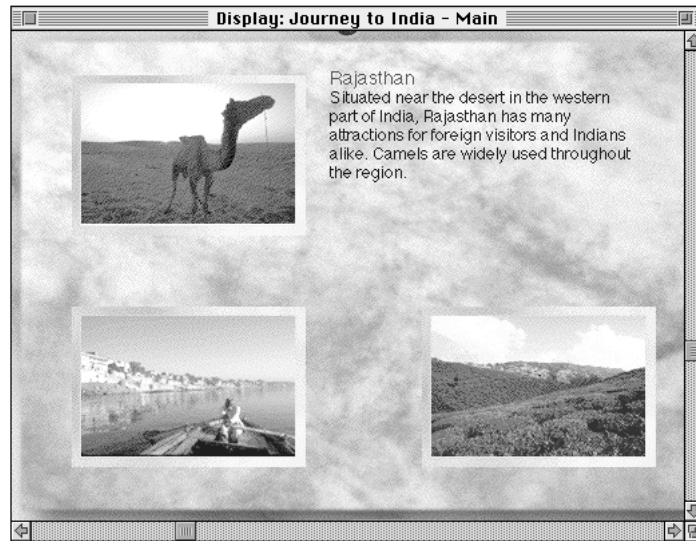 Display: Journey to India - Main
Rajasthan
Situated near the desert in the western
part of India, Rajasthan has many
attractions for foreign visitors and Indians
alike. Camels are widely used throughout
the region.